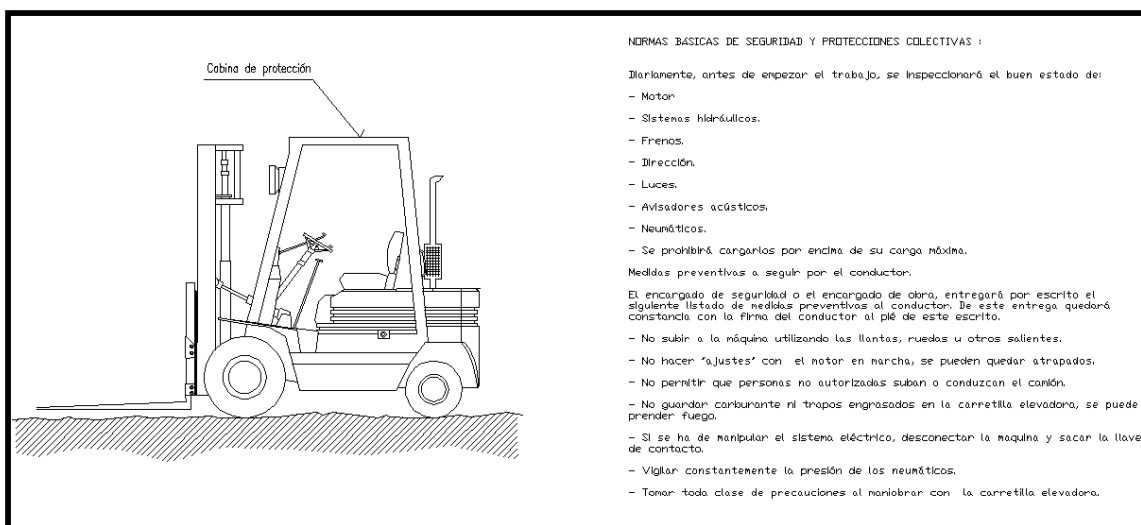 Cabina de protección
NORMAS BÁSICAS DE SEGURIDAD Y PROTECCIONES COLECTIVAS :
Diariamente, antes de empezar el trabajo, se inspeccionará el buen estado de:
- Motor
- Sistemas hidráulicos.
- Frenos.
- Dirección.
- Luces.
- Avisadores acústicos.
- Neumáticos.
- Se prohibirá cargarlos por encima de su carga máxima.
Medidas preventivas a seguir por el conductor.
El encargado de seguridad o el encargado de obra, entregará por escrito el
siguiente listado de medidas preventivas al conductor. De este entrega quedará
constancia con la firma del conductor al pié de este escrito.
- No subir a la máquina utilizando las llantas, ruedas u otros salientes.
- No hacer "ajustes" con el motor en marcha, se pueden quedar atrapados.
- No permitir que personas no autorizadas suban o conduzcan el camión.
- No guardar carburante ni trapos engrasados en la carretilla elevadora, se puede
prender fuego.
- Si se ha de manipular el sistema eléctrico, desconectar la maquina y sacar la llave
de contacto.
- Vigilar constantemente la presión de los neumáticos.
- Tomar toda clase de precauciones al maniobrar con la carretilla elevadora.